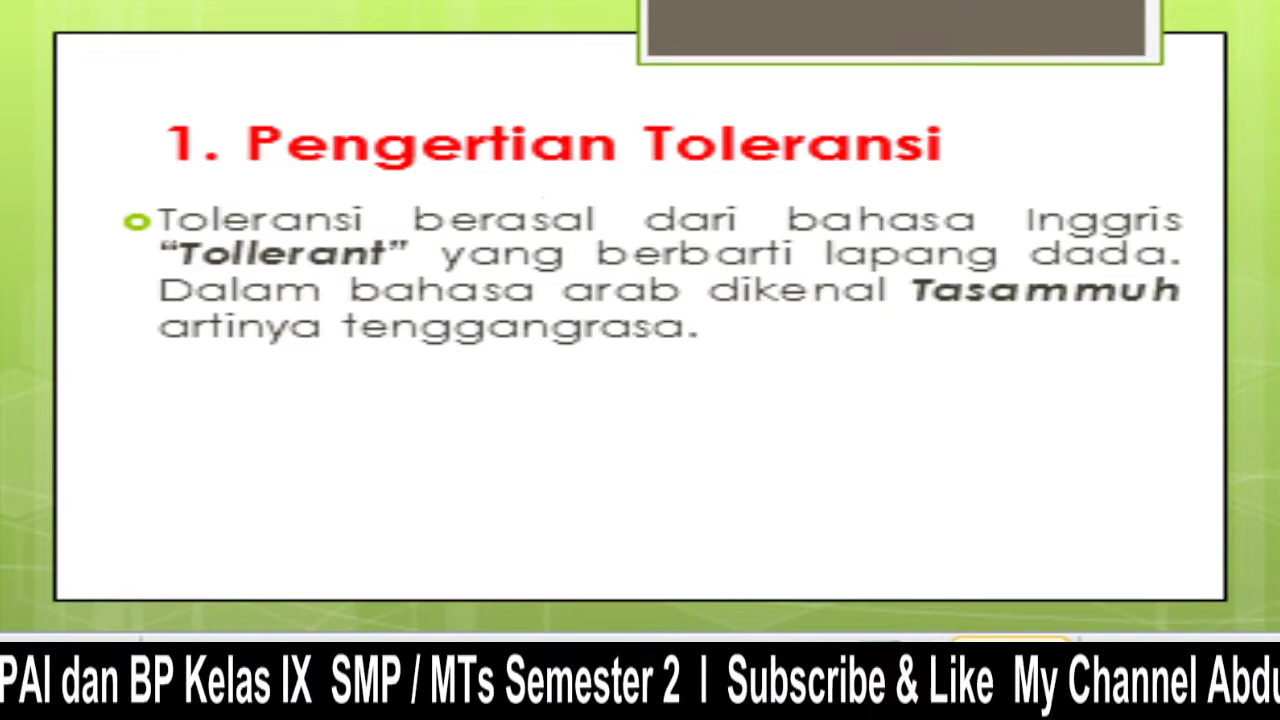 1. Pengertian Toleransi
Toleransi berasal dari bahasa Inggris
“Tollerant” yang berbarti lapang dada.
Dalam bahasa arab dikenal Tasammuh
artinya tenggangrasa.
PAI dan BP Kelas IX SMP / MTs Semester 2 I Subscribe & Like My Channel Abdu